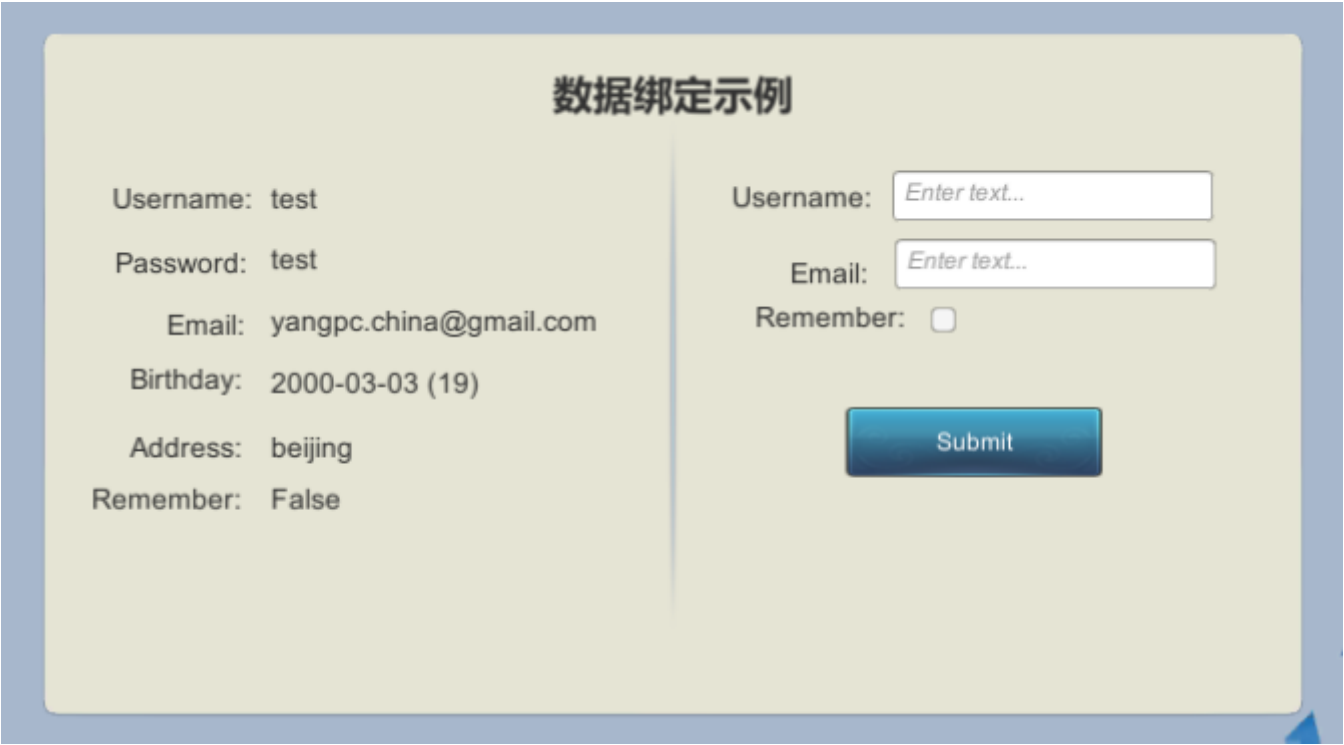 数据绑定示例
Username: test
Password: test
Email: yangpc.china@gmail.com
Birthday: 2000-03-03 (19)
Address: beijing
Remember: False
Username: Enter text...
Email: Enter text...
Remember:
Submit